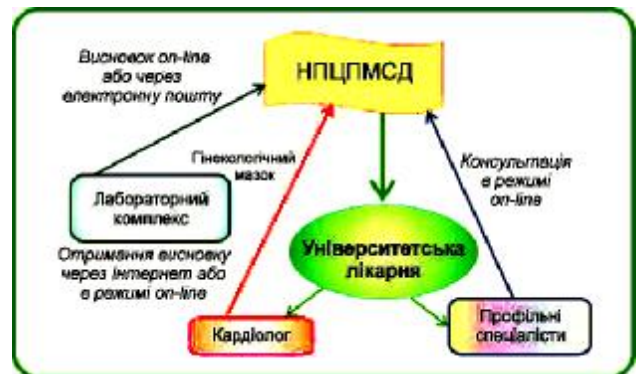 Висновок on-line
або через
електронну пошту
НПЦПМСД
Гінекологічний
мазок
Консультація
в режимі
on-line
Лабораторний
комплекс
Отримання висновку
через Інтернет або
в режимі on-line
Університетська
лікарня
Кардіолог
Профільні
спеціалісти